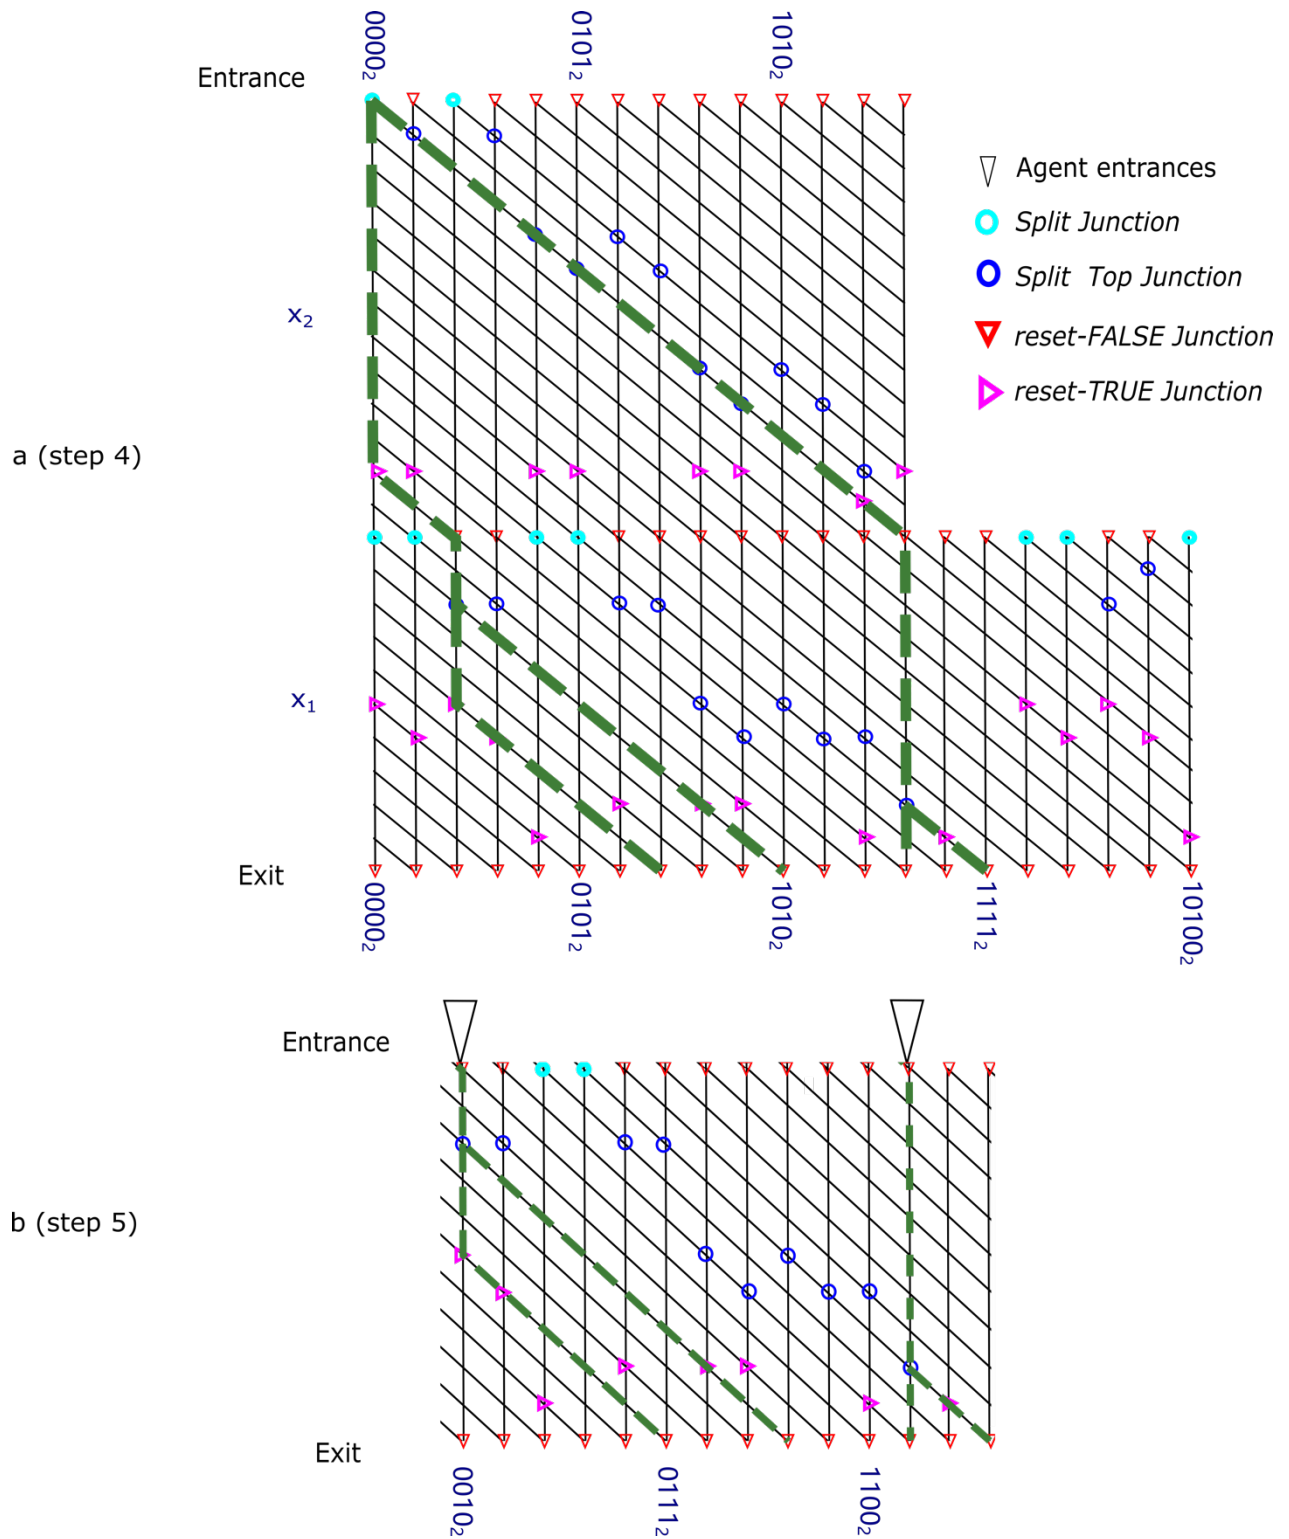 0000₂ 0101₂ 1010₂
Entrance
Agent entrances
Split Junction
Split Top Junction
x₂
reset-FALSE Junction
reset-TRUE Junction
a (step 4)
x₁
Exit
0000₂ 0101₂ 1010₂ 1111₂ 10100₂
Entrance
b (step 5)
Exit
0010₂ 0111₂ 1100₂